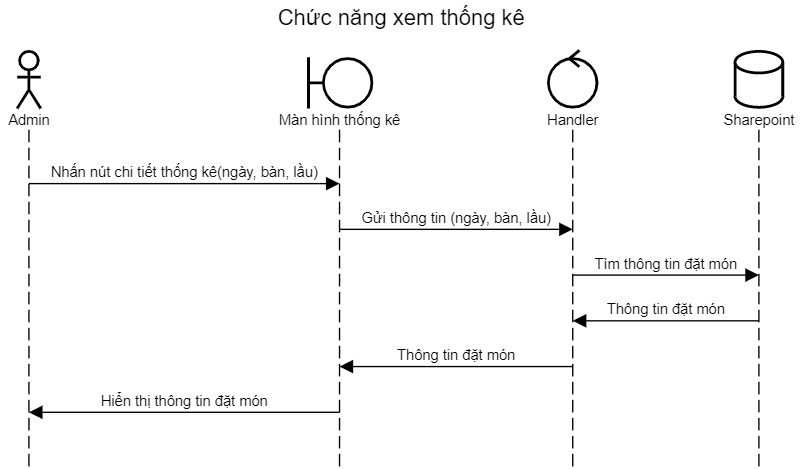 Chức năng xem thống kê
Admin
Màn hình thống kê
Handler
Sharepoint
Nhấn nút chi tiết thống kê(ngày, bàn, lầu)
Gửi thông tin (ngày, bàn, lầu)
Tìm thông tin đặt món
Thông tin đặt món
Thông tin đặt món
Hiển thị thông tin đặt món